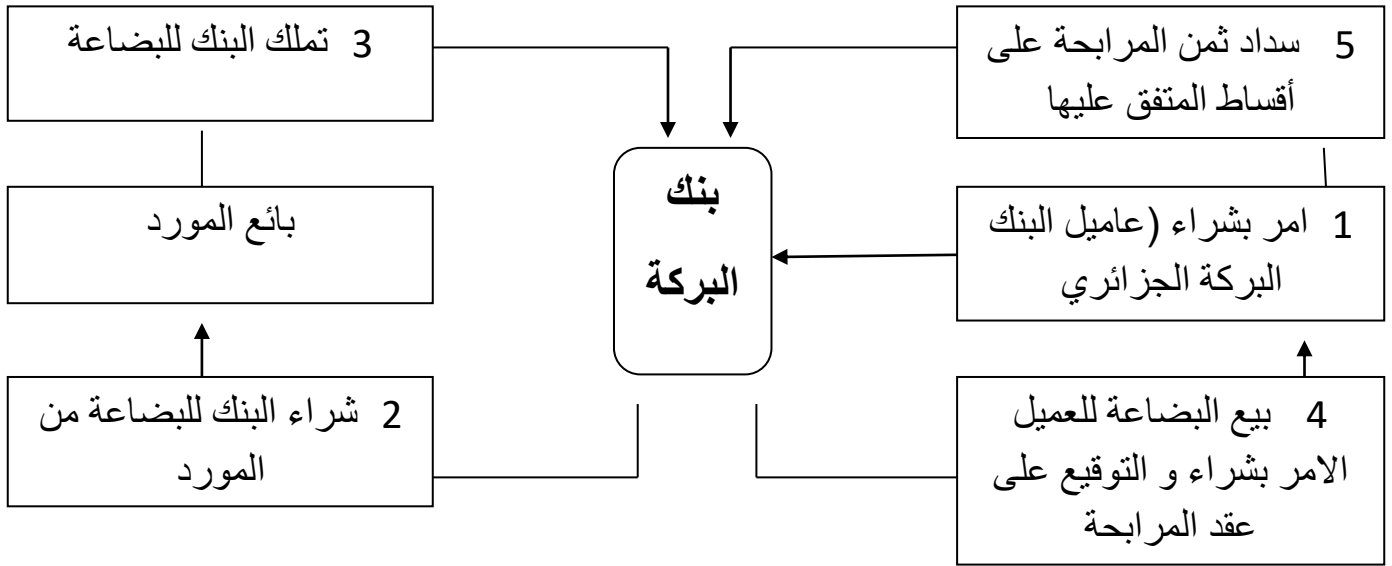 5 سداد ثمن المرابحة على
أقساط المتفق عليها
3 تملك البنك للبضاعة
بنك
البركة
1 امر بشراء (عاميل البنك
البركة الجزائري
بائع المورد
4 بيع البضاعة للعميل
الامر بشراء و التوقيع على
عقد المرابحة
2 شراء البنك للبضاعة من
المورد